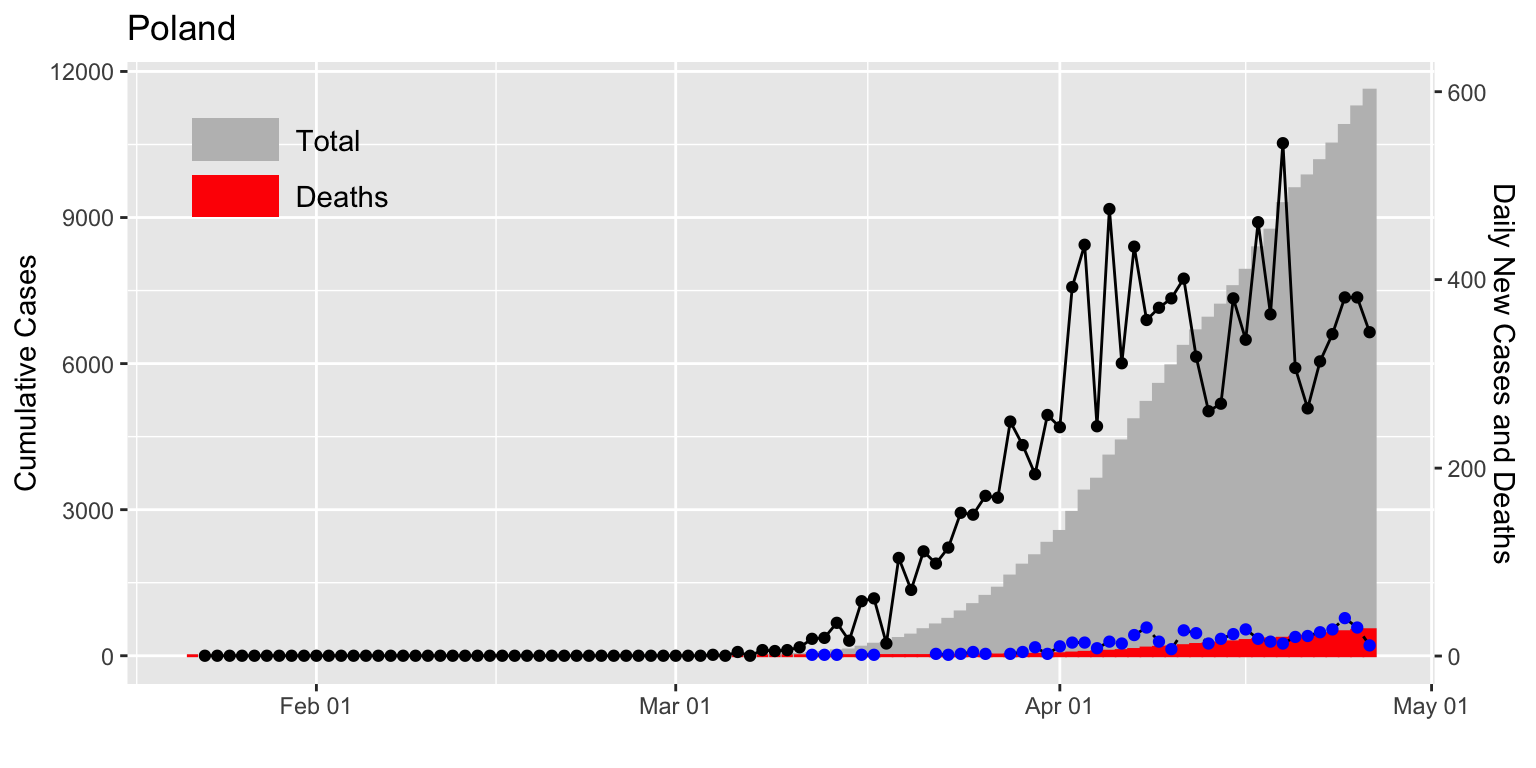 Poland
12000
9000
6000
3000
0
Cumulative Cases
Total
Deaths
600
400
200
0
Daily New Cases and Deaths
Feb 01
Mar 01
Apr 01
May 01